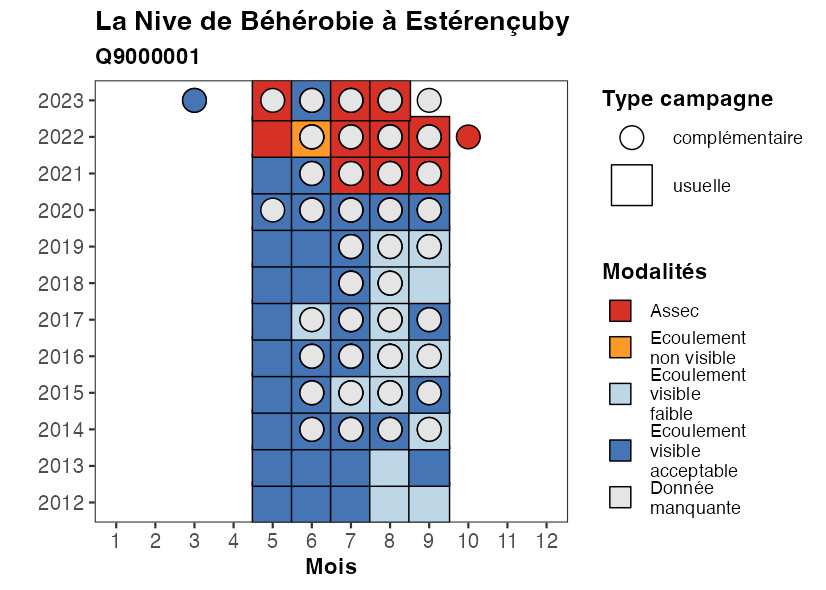 La Nive de Béhérobie à Estérençuby
Q9000001
2023
2022
2021
2020
2019
2018
2017
2016
2015
2014
2013
2012
1 2 3 4 5 6 7 8 9 10 11 12
Mois
Type campagne
complémentaire
usuelle
Modalités
Assec
Ecoulement
non visible
Ecoulement
visible
faible
Ecoulement
visible
acceptable
Donnée
manquante